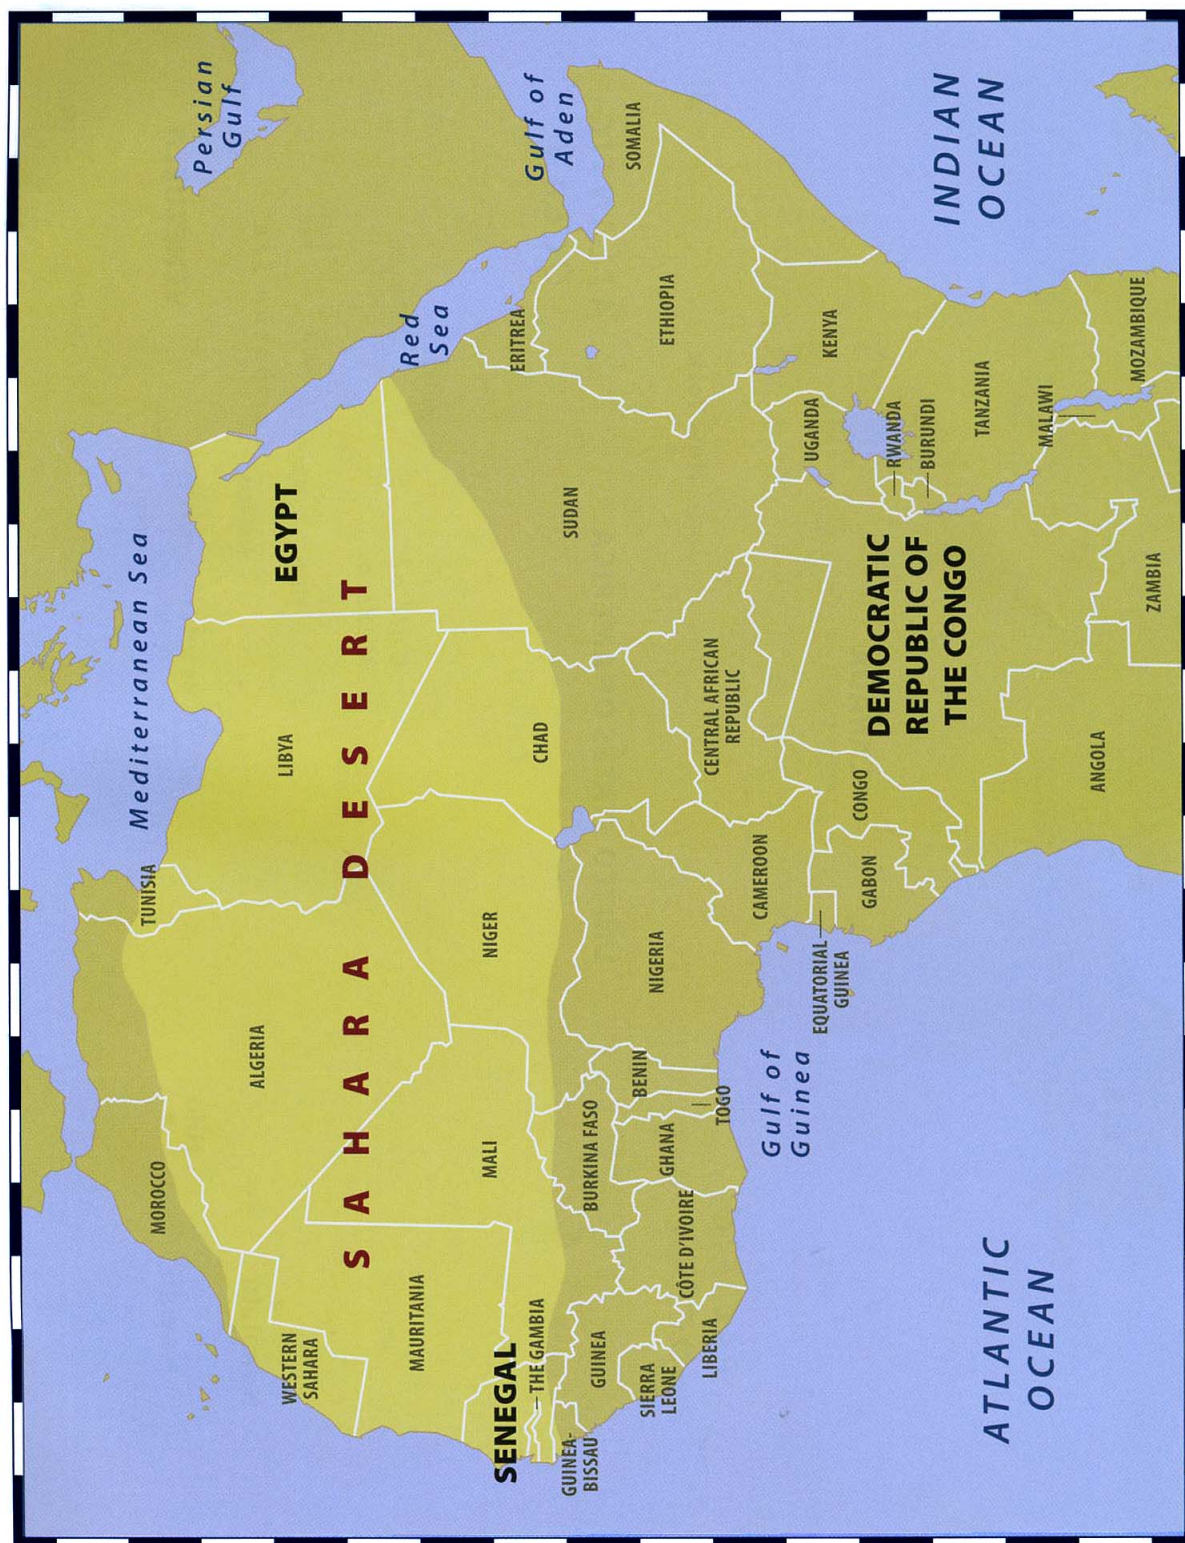 Persian
Gulf
Mediterranean Sea
Red
Sea
Gulf of
Aden
TUNISIA
MOROCCO
ALGERIA
LIBYA
EGYPT
WESTERN
SAHARA
SAHARA DESERT
MAURITANIA
MALI
NIGER
CHAD
SUDAN
ERITREA
SENEGAL
THE GAMBIA
GUINEA-
BISSAU
GUINEA
SIERRA
LEONE
LIBERIA
CÔTE D'IVOIRE
BURKINA FASO
GHANA
TOGO
BENIN
NIGERIA
CAMEROON
CENTRAL AFRICAN
REPUBLIC
ETHIOPIA
SOMALIA
EQUATORIAL
GUINEA
GABON
CONGO
DEMOCRATIC
REPUBLIC OF
THE CONGO
UGANDA
KENYA
RWANDA
BURUNDI
TANZANIA
MALAWI
MOZAMBIQUE
ZAMBIA
ANGOLA
Gulf of
Guinea
ATLANTIC
OCEAN
INDIAN
OCEAN